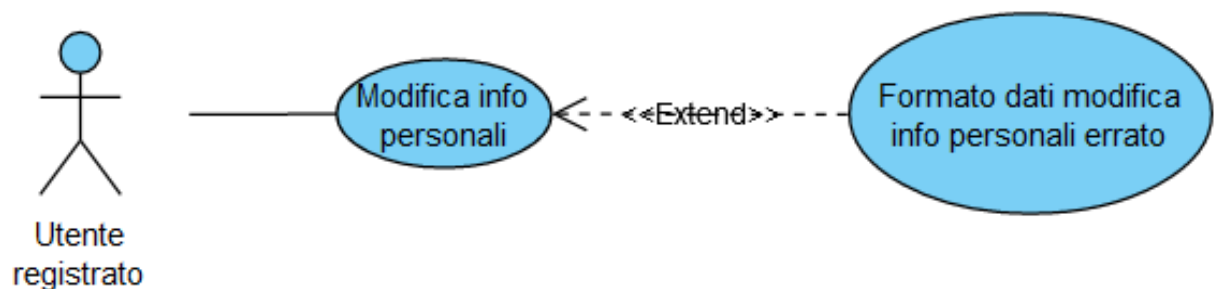 Modifica info
personali
<<Extend>>
Formato dati modifica
info personali errato
Utente
registrato